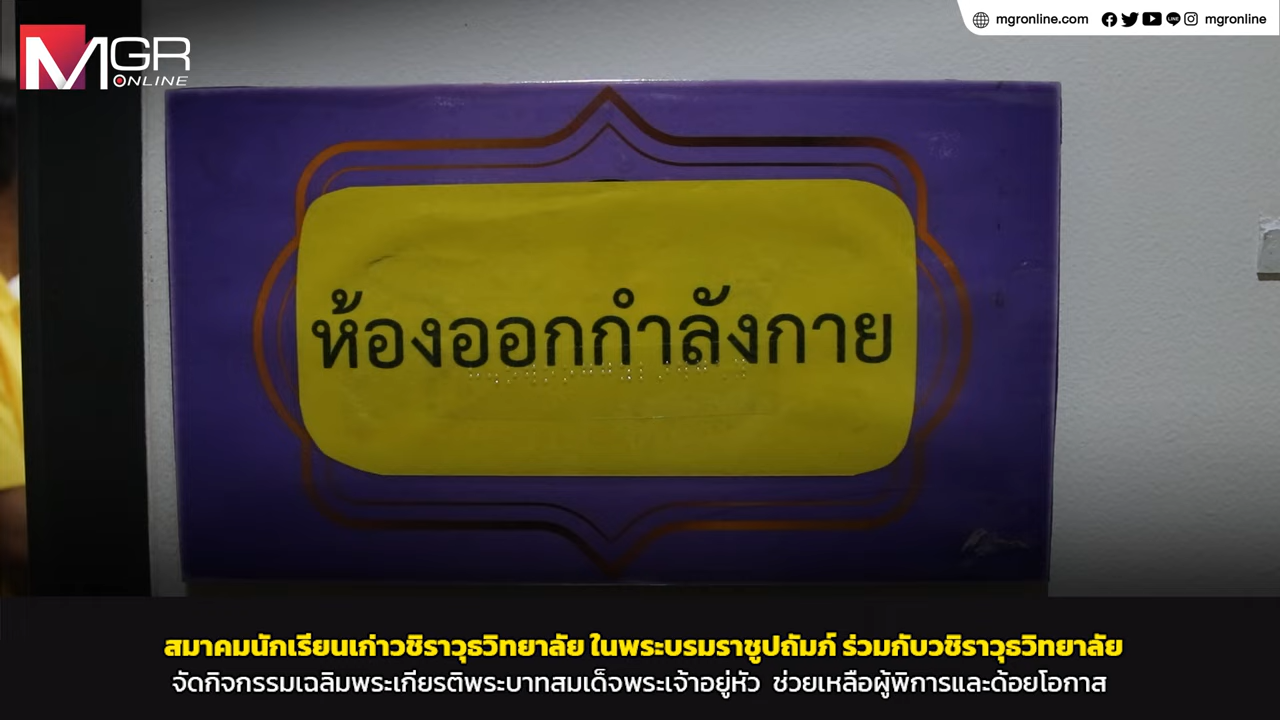 MGR
ONLINE
mgronline.com mgronline
ห้องออกกำลังกาย
สมาคมนักเรียนเก่าวชิราวุธวิทยาลัย ในพระบรมราชูปถัมภ์ ร่วมกับวชิราวุธวิทยาลัย
จัดกิจกรรมเฉลิมพระเกียรติพระบาทสมเด็จพระเจ้าอยู่หัว ช่วยเหลือผู้พิการและด้อยโอกาส